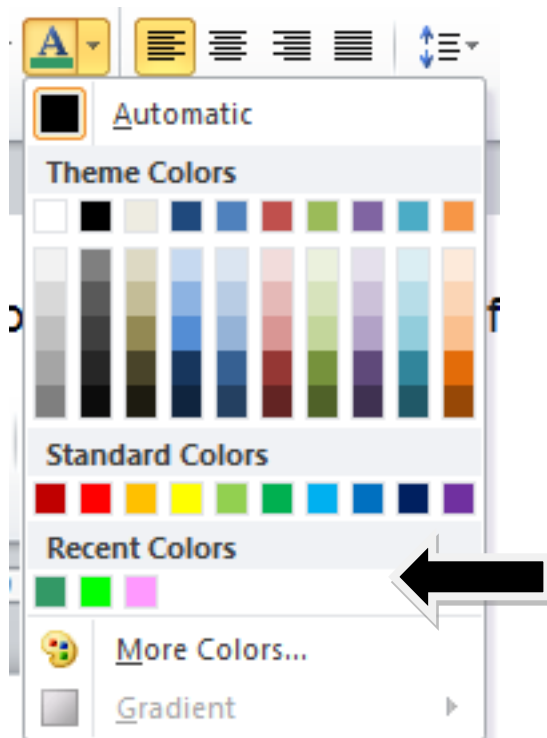 A
Automatic
Theme Colors
Standard Colors
Recent Colors
More Colors...
Gradient